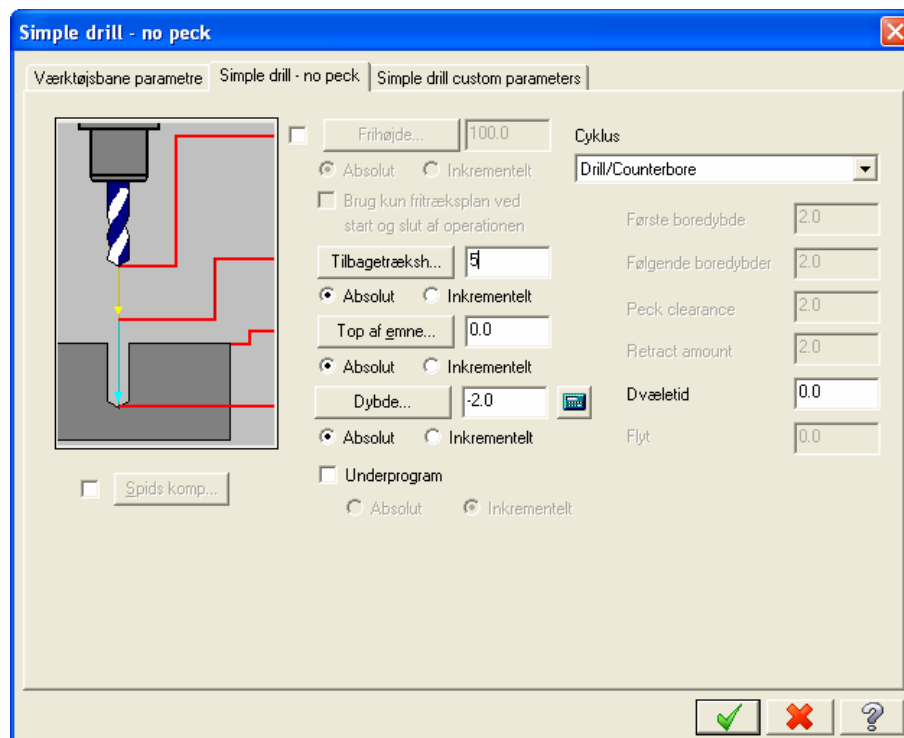 Simple drill - no peck
Værktøjsbane parametre
Simple drill - no peck
Simple drill custom parameters
Frihøjde...
100.0
Absolut
Inkrementelt
Brug kun fritræksplan ved
start og slut af operationen
Tilbagetræksh...
5
Absolut
Inkrementelt
Top af emne...
0.0
Absolut
Inkrementelt
Dybde...
-2.0
Absolut
Inkrementelt
Underprogram
Absolut
Inkrementelt
Spids komp...
Cyklus
Drill/Counterbore
Første boredybde
2.0
Følgende boredybder
2.0
Peck clearance
2.0
Retract amount
2.0
Dvæletid
0.0
Flyt
0.0